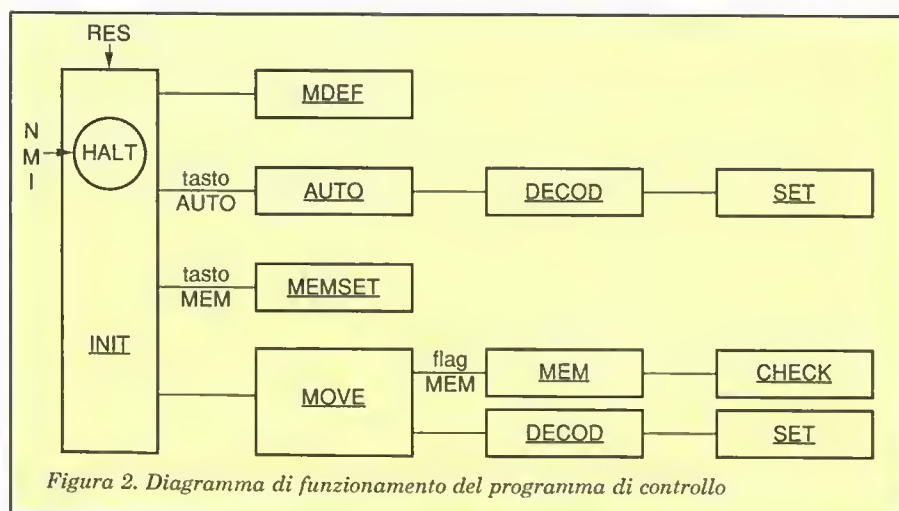 RES
N
M
I
HALT
INIT
MDEF
tasto
AUTO
AUTO
DECOD
SET
tasto
MEM
MEMSET
MOVE
flag
MEM
MEM
CHECK
DECOD
SET
Figura 2. Diagramma di funzionamento del programma di controllo